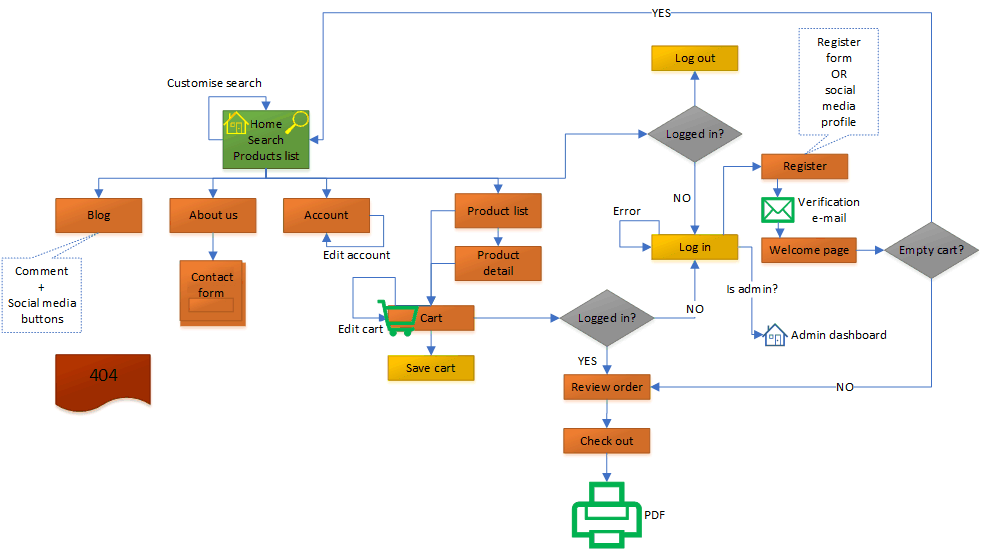 YES
Register
form
OR
social
media
profile
Log out
Customise search
Home
Search
Products list
Logged in?
Register
NO
Verification
e-mail
Blog
About us
Account
Product list
Error
Log in
Welcome page
Empty cart?
Edit account
Product
detail
Comment
+
Social media
buttons
Contact
form
Is admin?
Cart
Edit cart
Logged in?
NO
Admin dashboard
YES
Save cart
404
Review order
NO
Check out
PDF